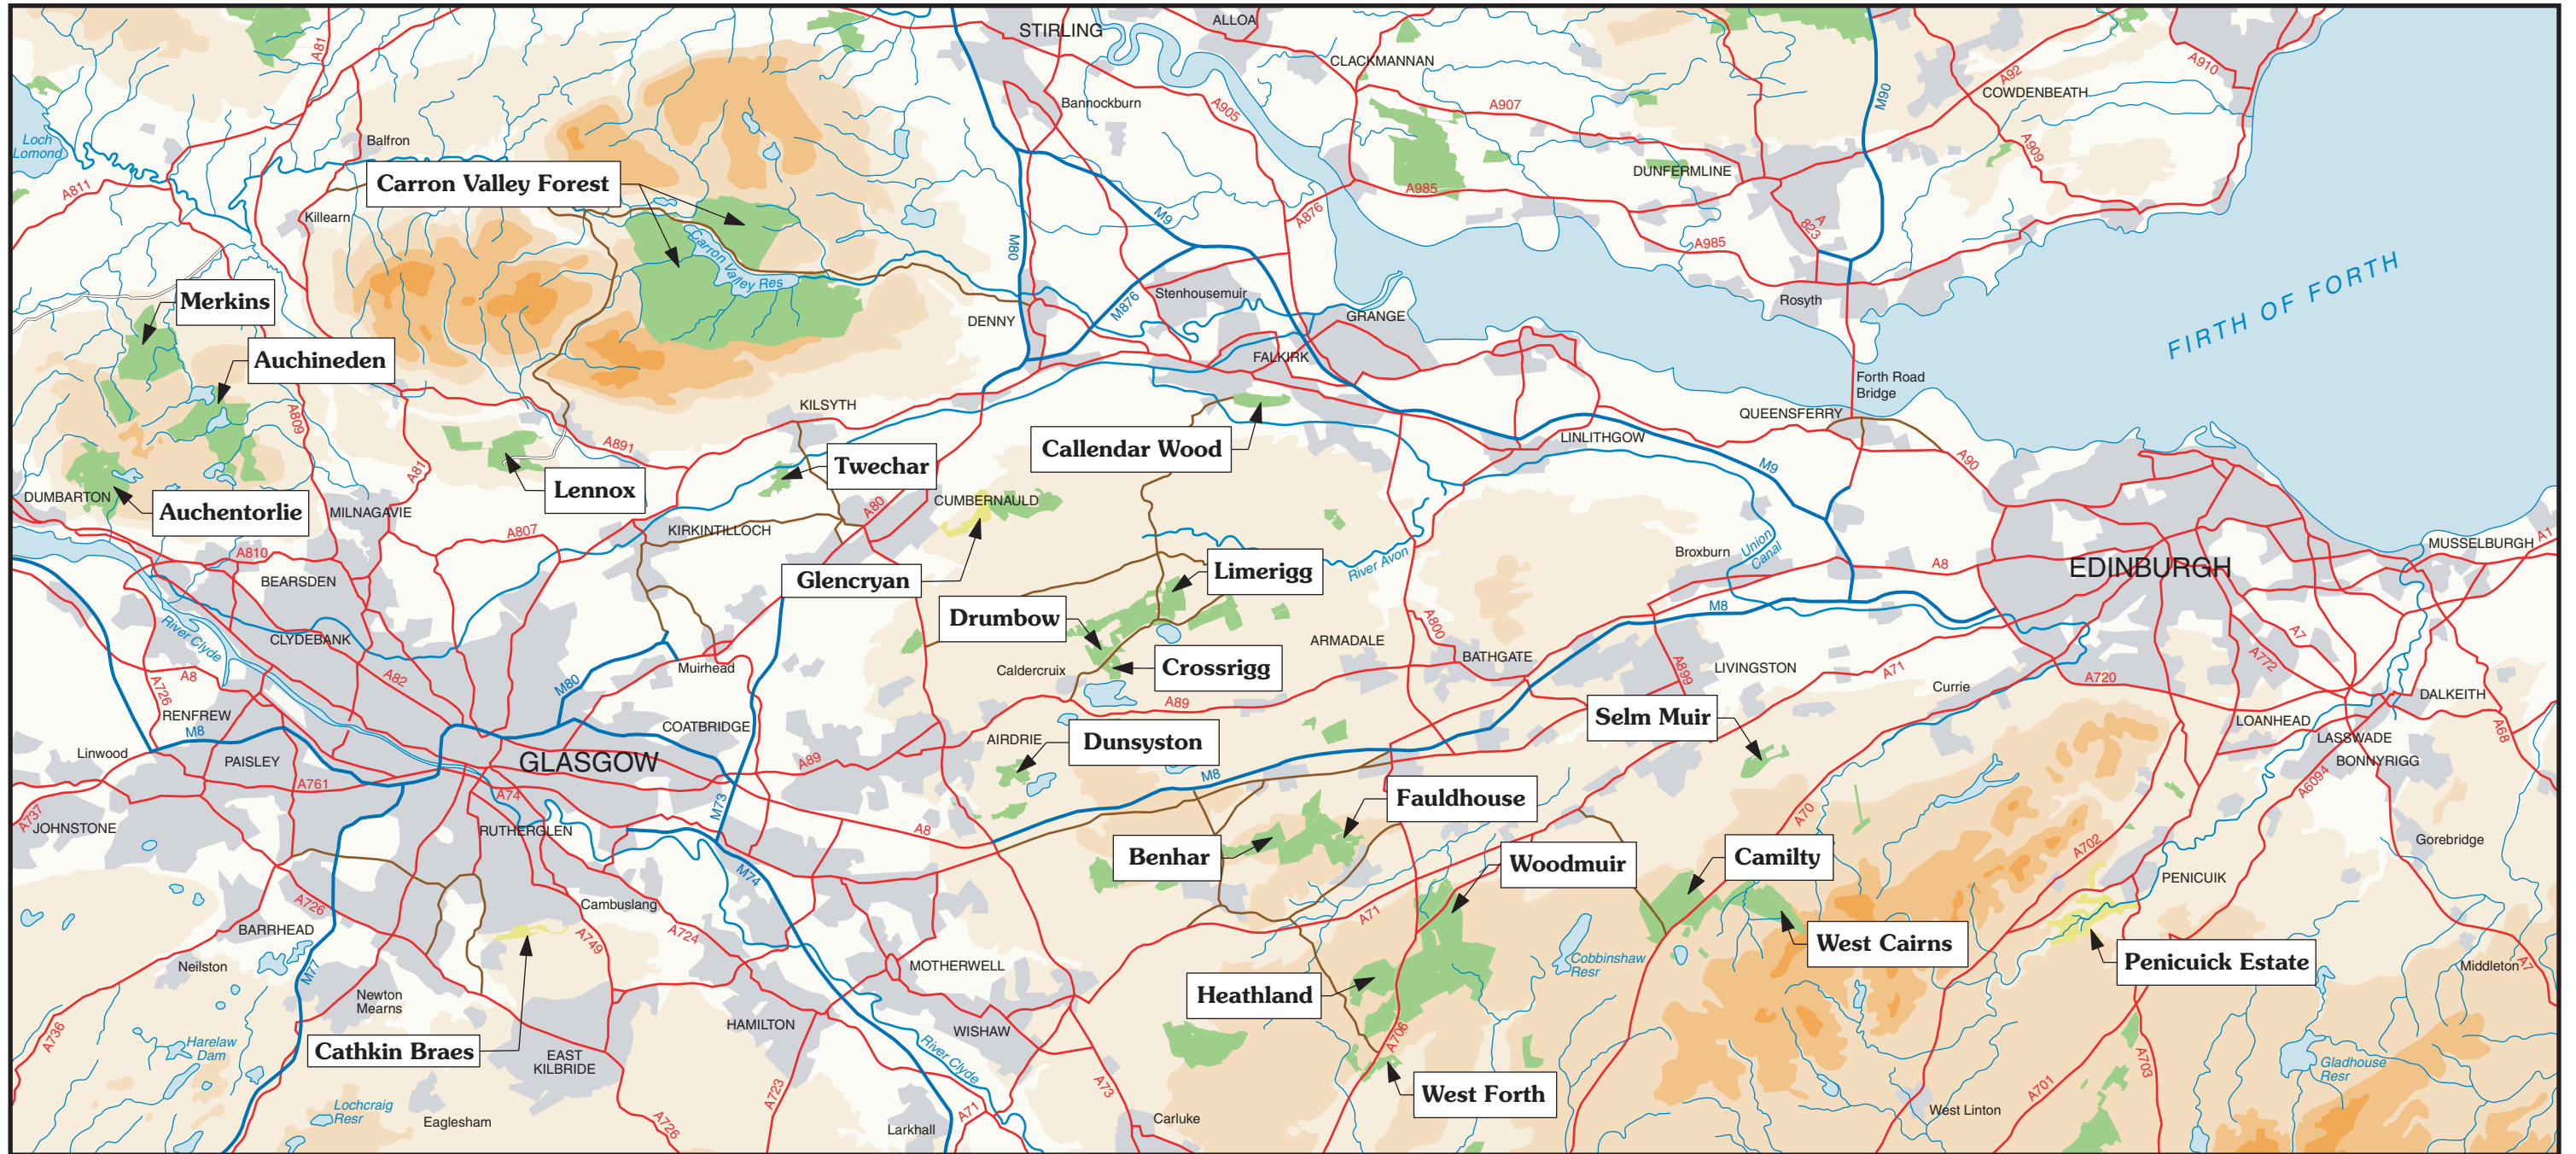 STIRLING
ALLOA
A81
CLACKMANNAN
A910
A92
COWDENBEATH
M90
Bannockburn
A905
A907
Loch
Lomond
Balfron
A909
DUNFERMLINE
Carron Valley Forest
A811
A985
Killearn
M9
A876
A
823
A985
M80
Carron Valley Res
FIRTH OF FORTH
Merkins
Stenhousemuir
Rosyth
M876
DENNY
GRANGE
Auchineden
FALKIRK
Forth Road
Bridge
KILSYTH
A809
QUEENSFERRY
A891
Callendar Wood
LINLITHGOW
A90
M9
Twechar
A81
Lennox
DUMBARTON
CUMBERNAULD
A80
Auchentorlie
MILNAGAVIE
A807
KIRKINTILLOCH
A1
MUSSELBURGH
Union
Canal
Broxburn
A810
River Avon
A8
EDINBURGH
BEARSDEN
Glencryan
Limerigg
M8
Drumbow
River Clyde
CLYDEBANK
A800
ARMADALE
A7
BATHGATE
A772
Muirhead
Caldercruix
Crossrigg
A899
LIVINGSTON
A71
A8
A82
A726
M80
A720
Currie
DALKEITH
A89
RENFREW
Selm Muir
LOANHEAD
COATBRIDGE
M8
A68
AIRDRIE
Dunsyston
LASSWADE
Linwood
PAISLEY
GLASGOW
A89
BONNYRIGG
M8
A761
A6094
A74
Fauldhouse
M73
A737
JOHNSTONE
RUTHERGLEN
A8
A70
Gorebridge
A702
Benhar
Woodmuir
Camilty
M74
PENICUIK
A726
Cambuslang
A71
BARRHEAD
A749
A724
West Cairns
Neilston
M77
MOTHERWELL
Cobbinshaw
Resr
Penicuick Estate
Middleton
A7
Newton
Mearns
Heathland
HAMILTON
WISHAW
A736
A706
Harelaw
Dam
Cathkin Braes
EAST
KILBRIDE
River Clyde
Gladhouse
Resr
A703
A723
A73
West Forth
A701
Lochcraig
Resr
A71
West Linton
Eaglesham
A726
Larkhall
Carluke